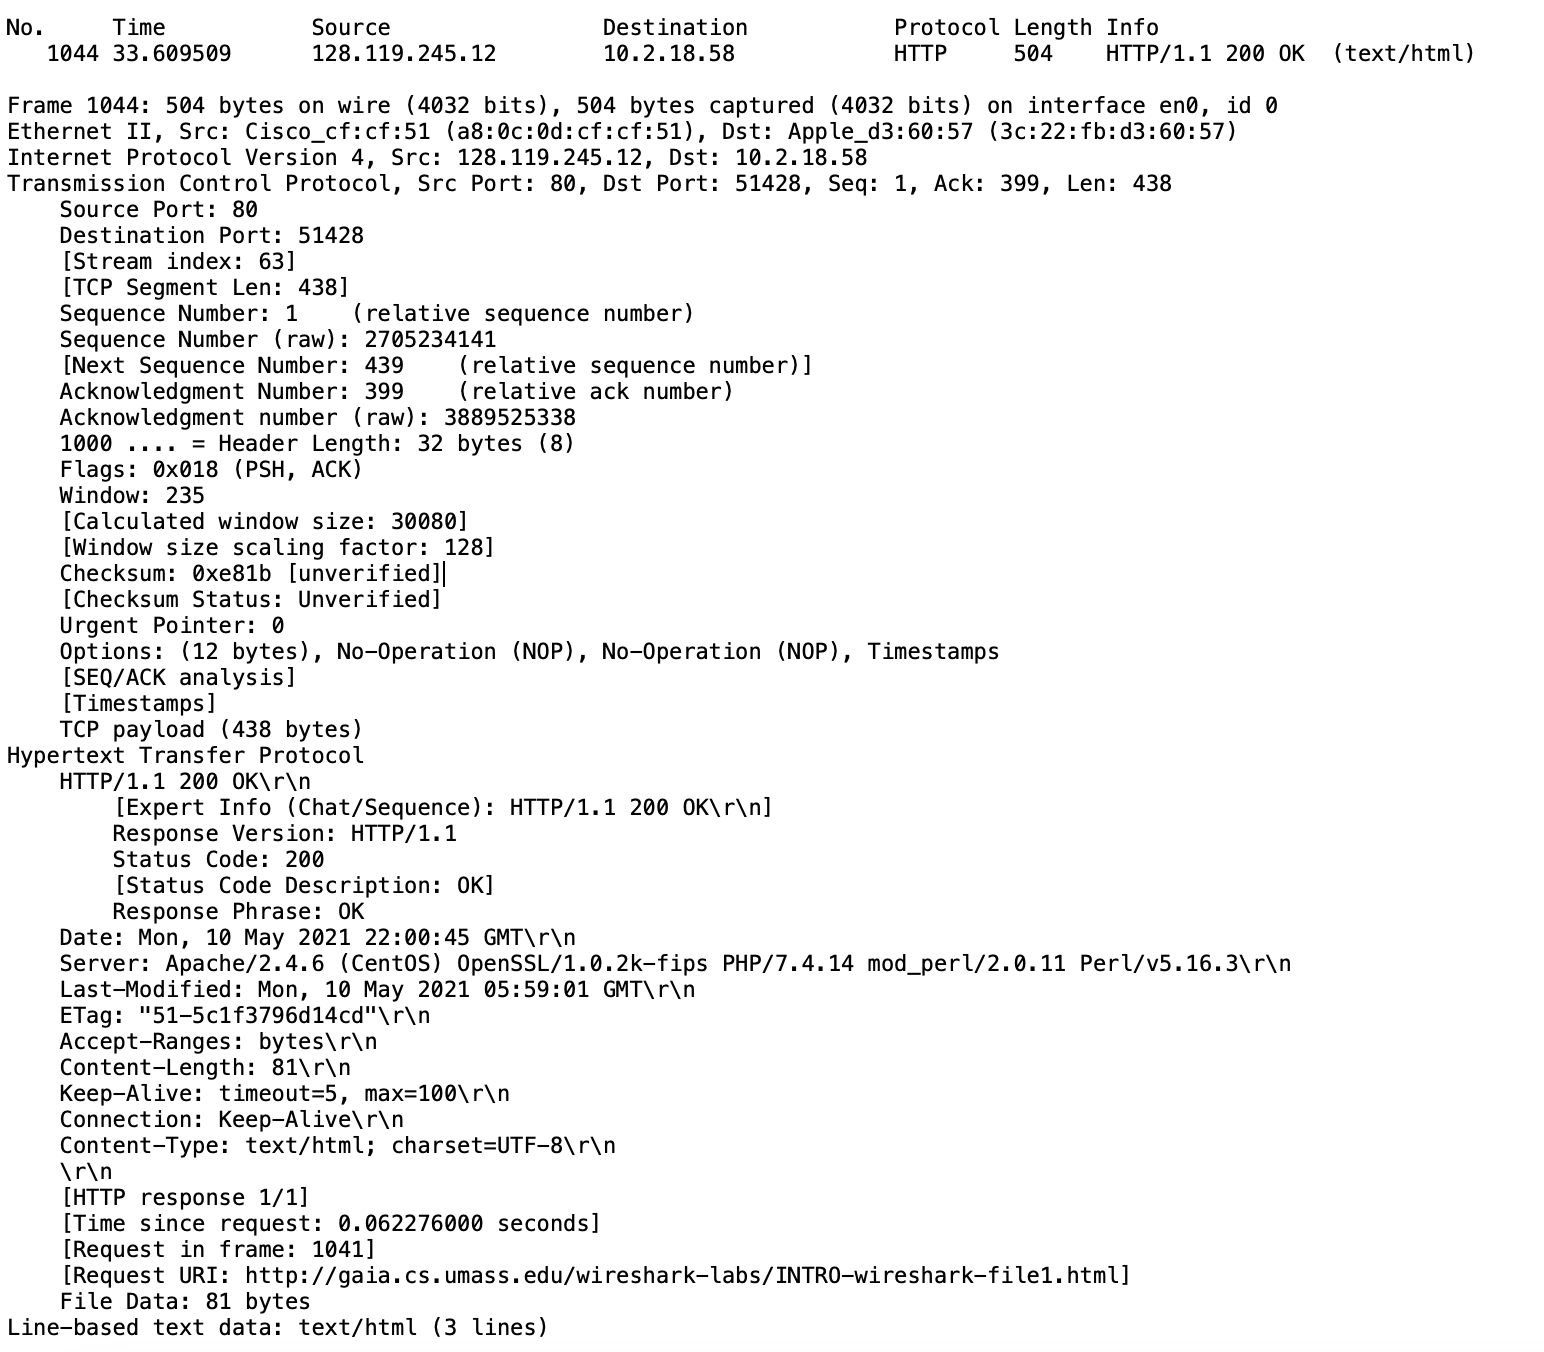 No.     Time           Source                Destination           Protocol Length Info
   1044 33.609509      128.119.245.12        10.2.18.58            HTTP     504    HTTP/1.1 200 OK  (text/html)

Frame 1044: 504 bytes on wire (4032 bits), 504 bytes captured (4032 bits) on interface en0, id 0
Ethernet II, Src: Cisco_cf:cf:51 (a8:0c:0d:cf:cf:51), Dst: Apple_d3:60:57 (3c:22:fb:d3:60:57)
Internet Protocol Version 4, Src: 128.119.245.12, Dst: 10.2.18.58
Transmission Control Protocol, Src Port: 80, Dst Port: 51428, Seq: 1, Ack: 399, Len: 438
    Source Port: 80
    Destination Port: 51428
    [Stream index: 63]
    [TCP Segment Len: 438]
    Sequence Number: 1    (relative sequence number)
    Sequence Number (raw): 2705234141
    [Next Sequence Number: 439    (relative sequence number)]
    Acknowledgment Number: 399    (relative ack number)
    Acknowledgment number (raw): 3889525338
    1000 .... = Header Length: 32 bytes (8)
    Flags: 0x018 (PSH, ACK)
    Window: 235
    [Calculated window size: 30080]
    [Window size scaling factor: 128]
    Checksum: 0xe81b [unverified]
    [Checksum Status: Unverified]
    Urgent Pointer: 0
    Options: (12 bytes), No-Operation (NOP), No-Operation (NOP), Timestamps
    [SEQ/ACK analysis]
    [Timestamps]
    TCP payload (438 bytes)
Hypertext Transfer Protocol
    HTTP/1.1 200 OK\r\n
        [Expert Info (Chat/Sequence): HTTP/1.1 200 OK\r\n]
        Response Version: HTTP/1.1
        Status Code: 200
        [Status Code Description: OK]
        Response Phrase: OK
    Date: Mon, 10 May 2021 22:00:45 GMT\r\n
    Server: Apache/2.4.6 (CentOS) OpenSSL/1.0.2k-fips PHP/7.4.14 mod_perl/2.0.11 Perl/v5.16.3\r\n
    Last-Modified: Mon, 10 May 2021 05:59:01 GMT\r\n
    ETag: "51-5c1f3796d14cd"\r\n
    Accept-Ranges: bytes\r\n
    Content-Length: 81\r\n
    Keep-Alive: timeout=5, max=100\r\n
    Connection: Keep-Alive\r\n
    Content-Type: text/html; charset=UTF-8\r\n
    \r\n
    [HTTP response 1/1]
    [Time since request: 0.062276000 seconds]
    [Request in frame: 1041]
    [Request URI: http://gaia.cs.umass.edu/wireshark-labs/INTRO-wireshark-file1.html]
    File Data: 81 bytes
Line-based text data: text/html (3 lines)